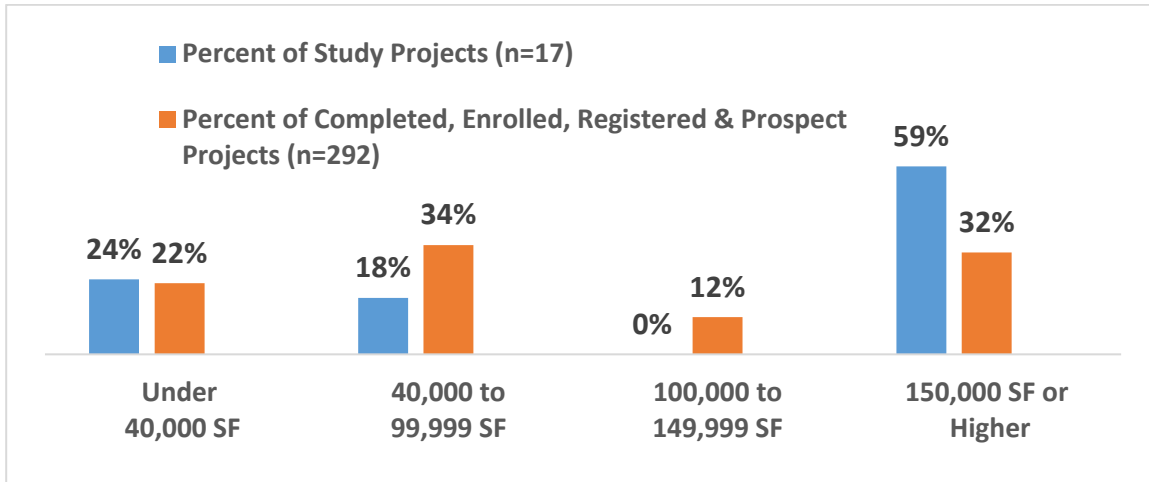 Percent of Study Projects (n=17)
Percent of Completed, Enrolled, Registered & Prospect
Projects (n=292)
24%
22%
18%
34%
0%
12%
59%
32%
Under
40,000 SF
40,000 to
99,999 SF
100,000 to
149,999 SF
150,000 SF or
Higher